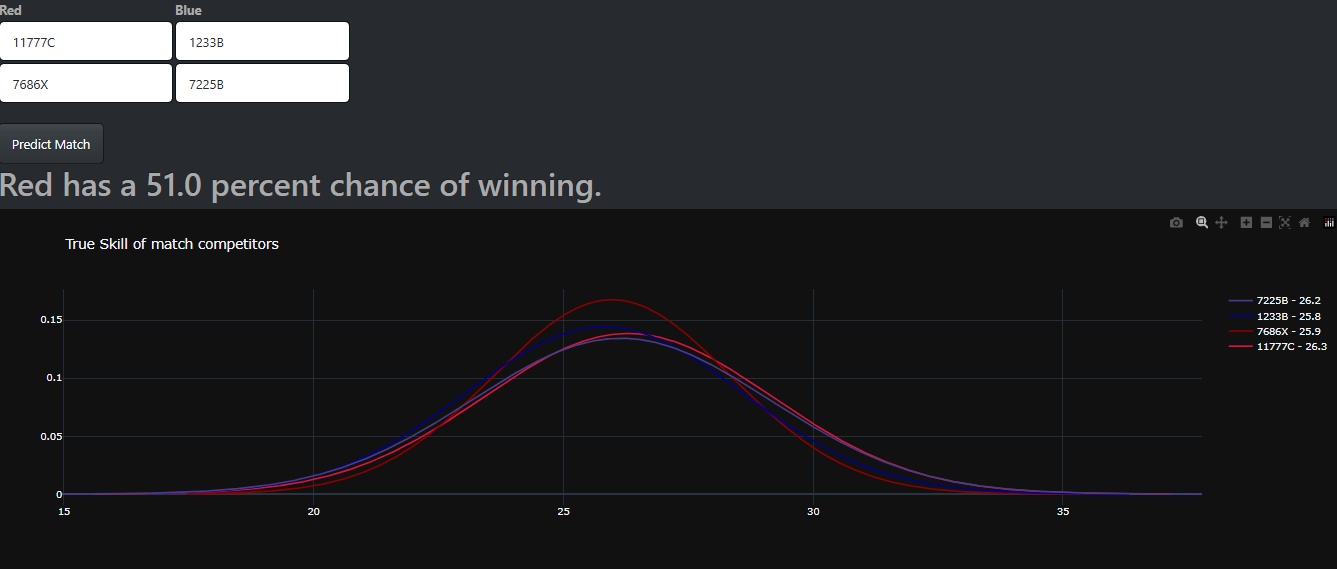 Red Blue
11777C 1233B
7686X 7225B
Predict Match
Red has a 51.0 percent chance of winning.
True Skill of match competitors
7225B - 26.2
1233B - 25.8
7686X - 25.9
11777C - 26.3
0.15
0.1
0.05
0
15 20 25 30 35